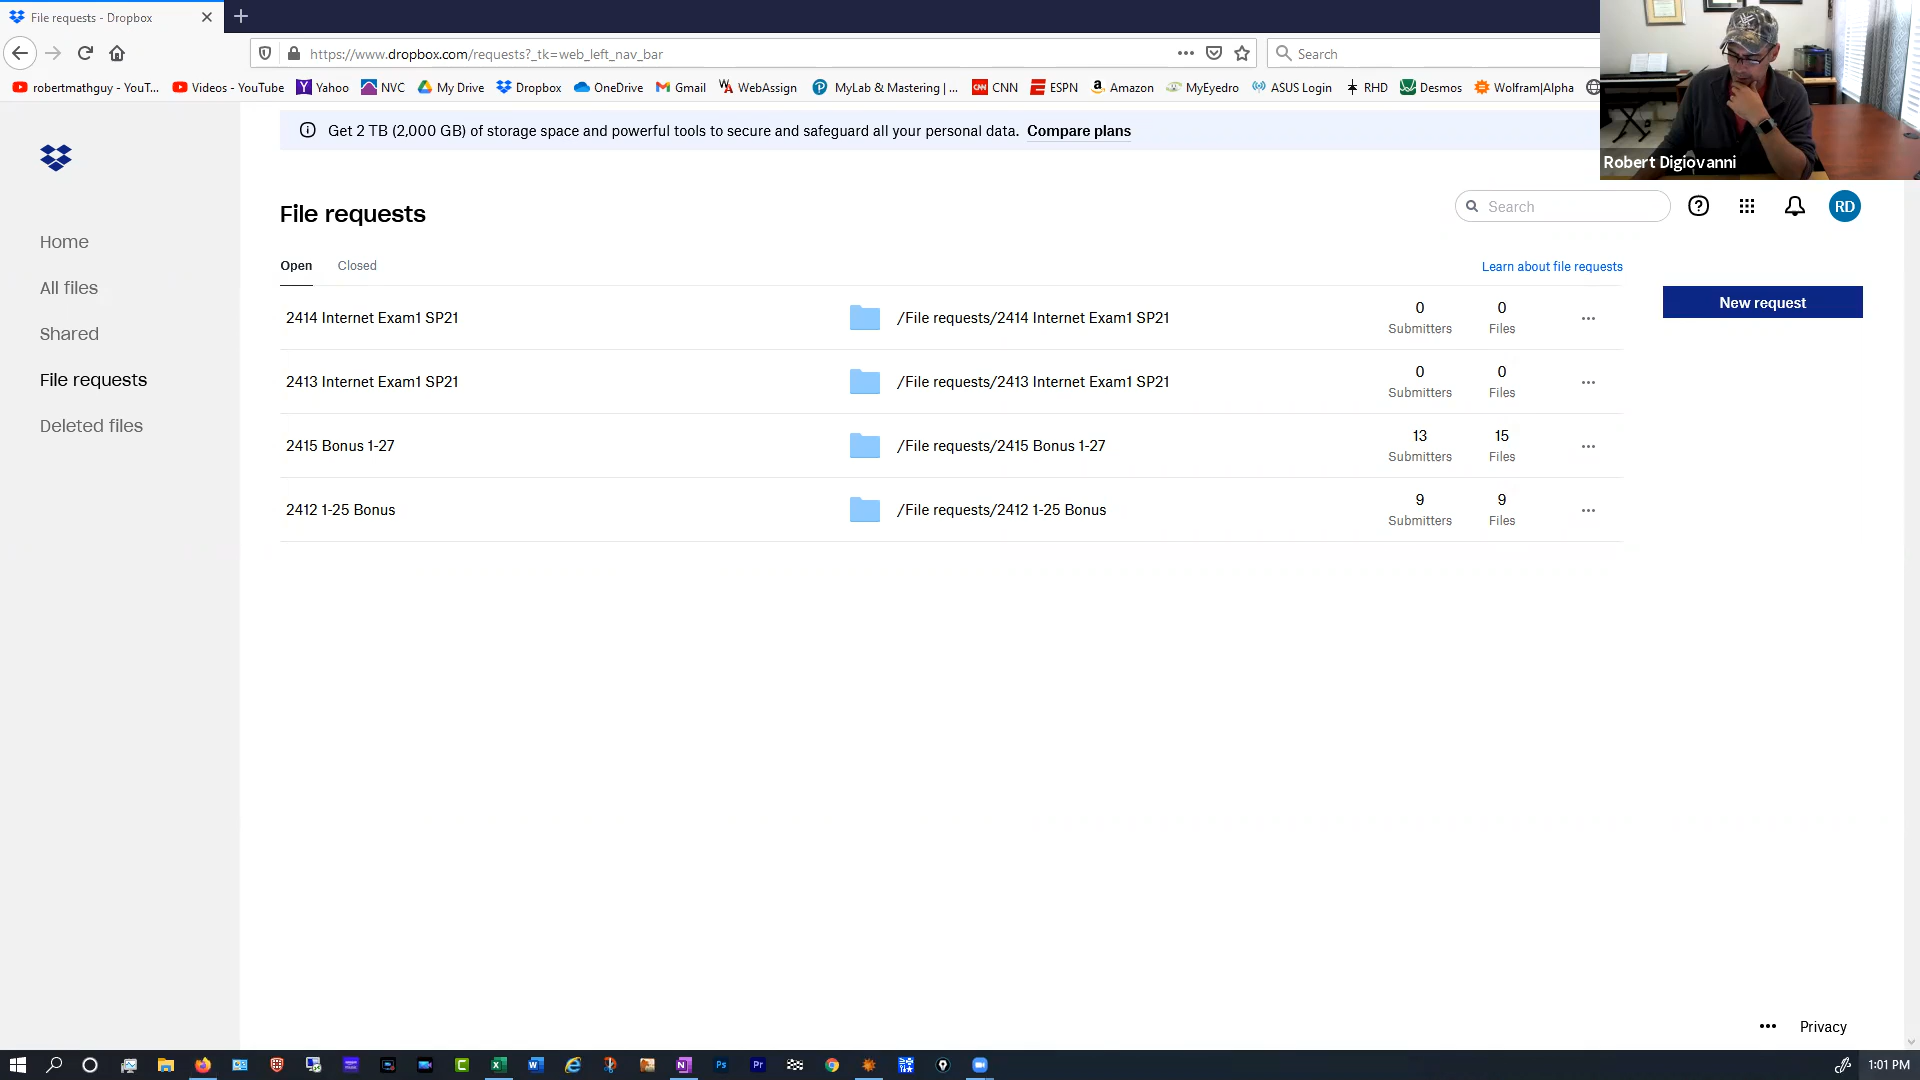 File requests - Dropbox
https://www.dropbox.com/requests?_tk=web_left_nav_bar
Search
robertmathguy - YouT...
Videos - YouTube
Yahoo
NVC
My Drive
Dropbox
OneDrive
Gmail
WebAssign
MyLab & Mastering | ...
CNN
ESPN
Amazon
MyEyedro
ASUS Login
RHD
Desmos
Wolfram|Alpha
Robert Digiovanni
Get 2 TB (2,000 GB) of storage space and powerful tools to secure and safeguard all your personal data. Compare plans
File requests
Search
RD
Home
All files
Shared
File requests
Deleted files
Open
Closed
Learn about file requests
New request
2414 Internet Exam1 SP21
/File requests/2414 Internet Exam1 SP21
0
Submitters
0
Files
2413 Internet Exam1 SP21
/File requests/2413 Internet Exam1 SP21
0
Submitters
0
Files
2415 Bonus 1-27
/File requests/2415 Bonus 1-27
13
Submitters
15
Files
2412 1-25 Bonus
/File requests/2412 1-25 Bonus
9
Submitters
9
Files
Privacy
1:01 PM